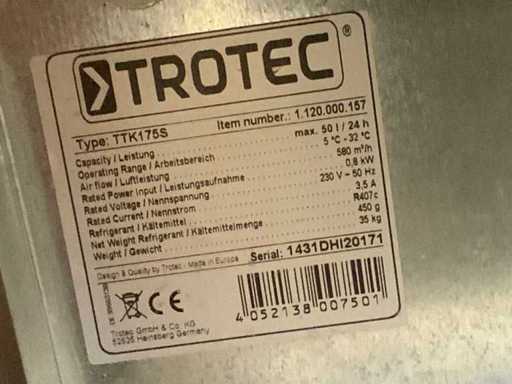 TROTEC®
Type: TTK175S Item number.: 1.120.000.157
Capacity / Leistung max. 50 l / 24 h
Operating Range / Arbeitsbereich 5 °C - 32 °C
Air flow / Luftleistung 580 m³/h
Rated Power Input / Leistungsaufnahme 0,8 kW
Rated Voltage / Nennspannung 230 V ~ 50 Hz
Rated Current / Nennstrom 3,5 A
Refrigerant / Kältemittel R407c
Net Weight Refrigerant / Kältemittelmenge 450 g
Weight / Gewicht 35 kg
Serial: 1431DHI20171
Design & Quality by Trotec - Made in Europe
CE
4 052138 007501
Trotec GmbH & Co. KG
52525 Heinsberg Germany